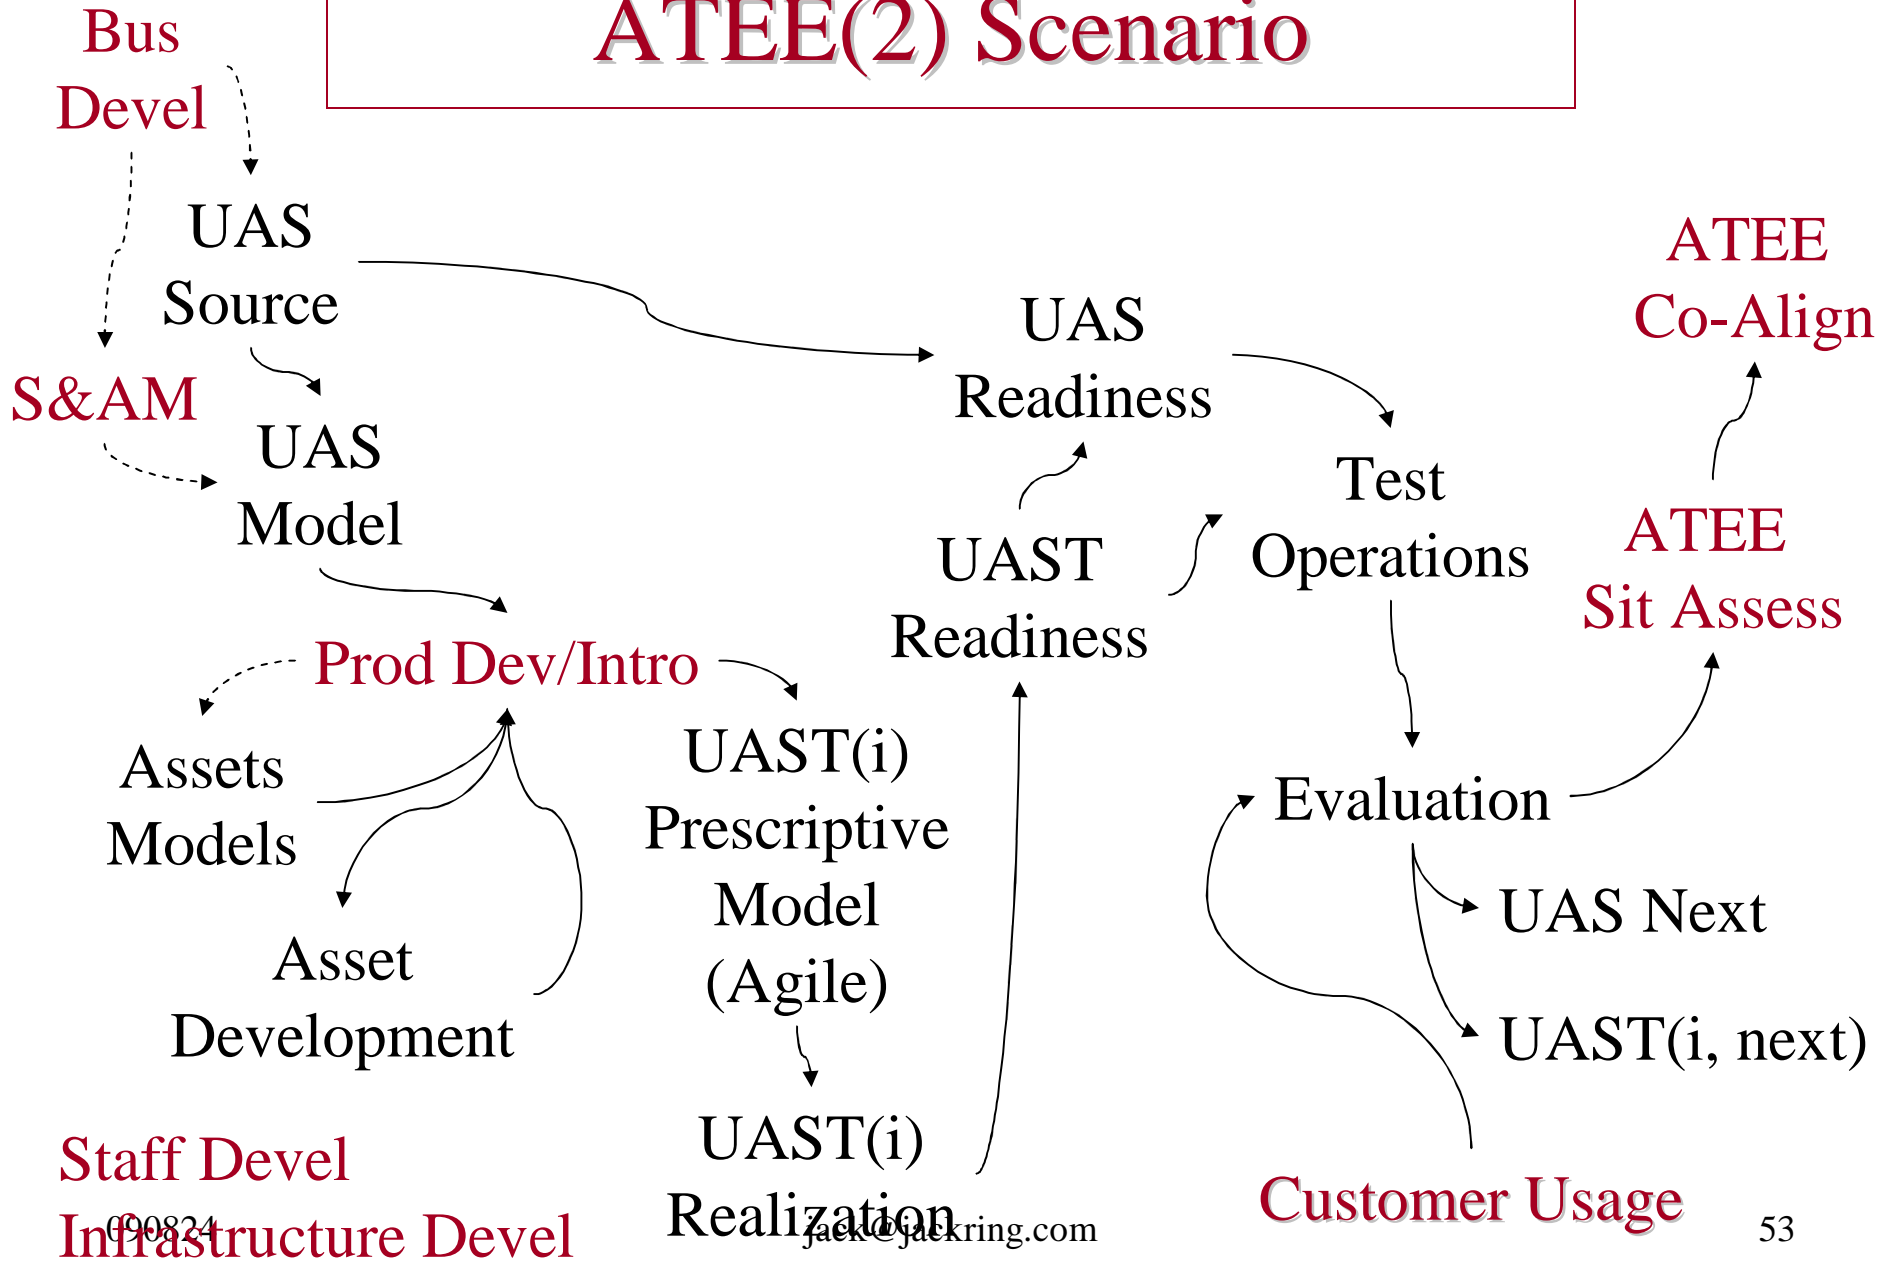 ATEE(2) Scenario
Bus
Devel
UAS
Source
S&AM
UAS
Model
Prod Dev/Intro
Assets
Models
Asset
Development
UAST(i)
Prescriptive
Model
(Agile)
UAST(i)
Realization
UAS
Readiness
UAST
Readiness
Test
Operations
Evaluation
UAS Next
UAST(i, next)
ATEE
Co-Align
ATEE
Sit Assess
Customer Usage
Staff Devel
Infrastructure Devel
090824
jack@jackring.com
53